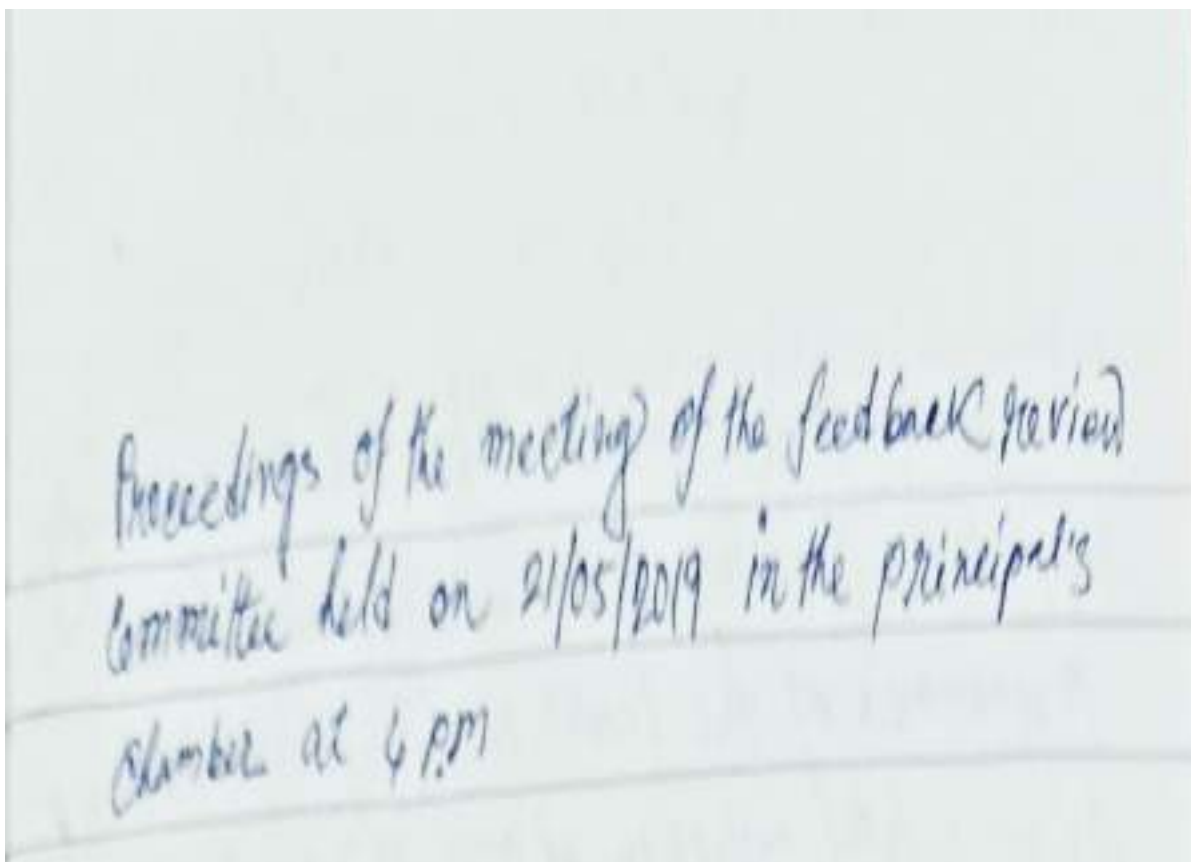 Proceedings of the meeting of the feedback review
Committee held on 21/05/2019 in the principal's
Chamber at 4 P.M